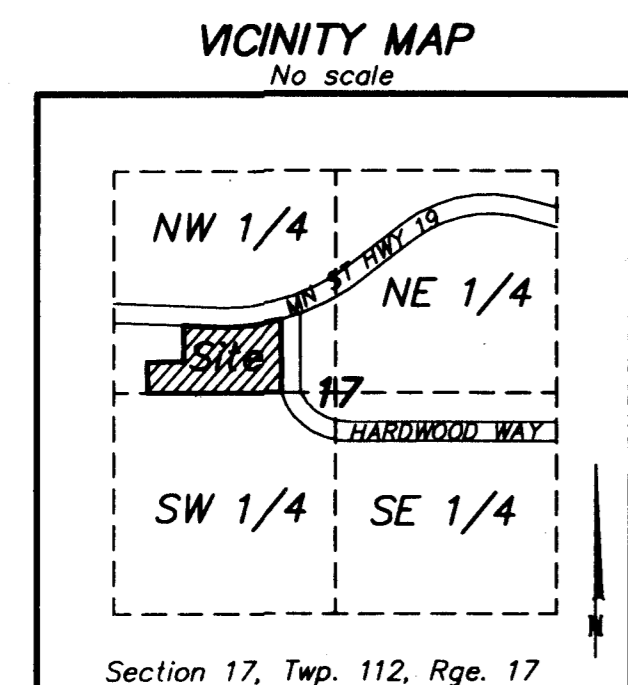 VICINITY MAP
No scale
NW 1/4
MN ST HWY 19
NE 1/4
Site
17
HARDWOOD WAY
SW 1/4
SE 1/4
N
Section 17, Twp. 112, Rge. 17